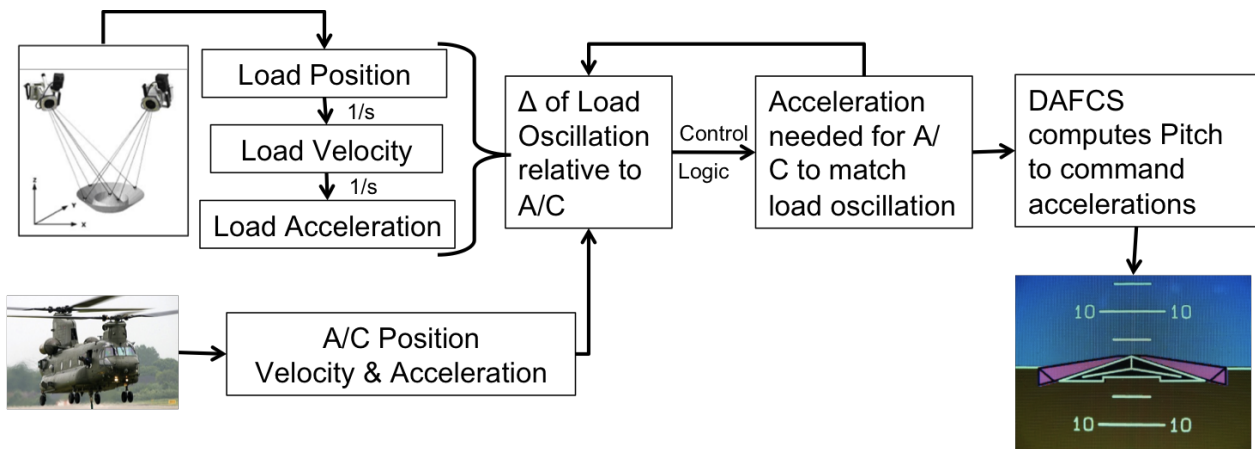 Load Position
1/s
Load Velocity
1/s
Load Acceleration
Z
Y
X
Δ of Load
Oscillation
relative to
A/C
Control
Logic
Acceleration
needed for A/
C to match
load oscillation
DAFCS
computes Pitch
to command
accelerations
A/C Position
Velocity & Acceleration
10 10
10 10